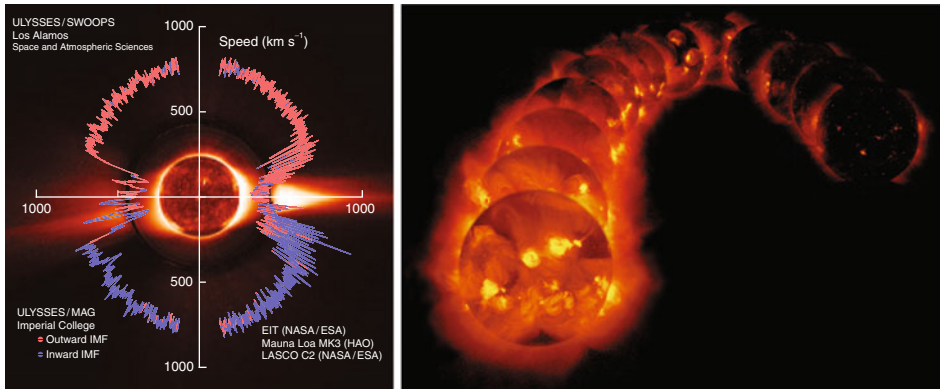 ULYSSES/SWOOPS
Los Alamos
Space and Atmospheric Sciences
1000
Speed (km s⁻¹)
500
1000
1000
500
ULYSSES/MAG
Imperial College
Outward IMF
Inward IMF
EIT (NASA/ESA)
Mauna Loa MK3 (HAO)
LASCO C2 (NASA/ESA)
1000